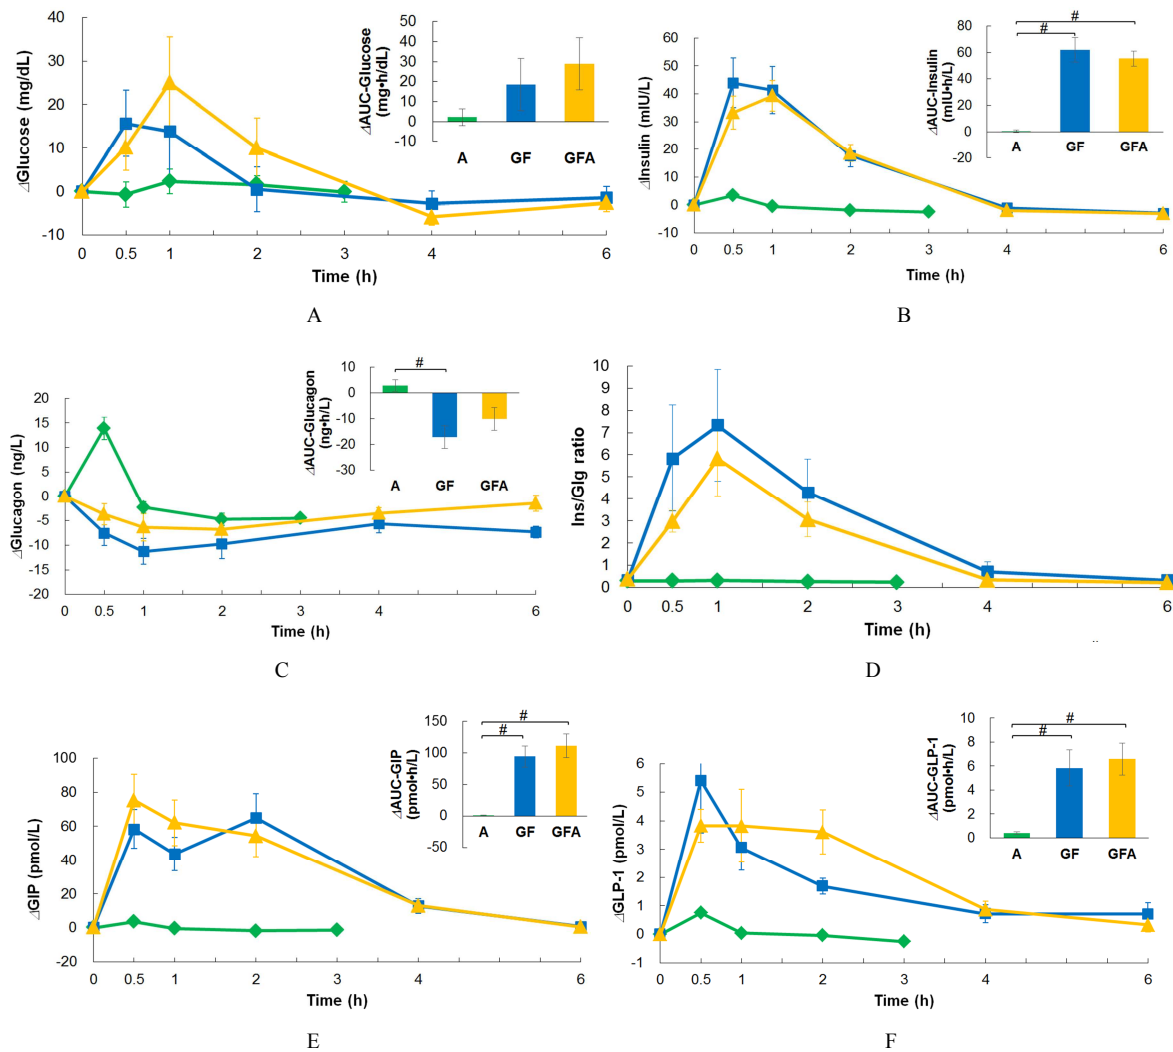 ΔGlucose (mg/dL)
40
30
20
10
0
-10
0
0.5
1
2
3
4
6
Time (h)
ΔAUC-Glucose
(mg•h/dL)
50
40
30
20
10
0
-10
A
GF
GFA
A
ΔInsulin (mIU/L)
60
50
40
30
20
10
0
-10
0
0.5
1
2
3
4
6
Time (h)
ΔAUC-Insulin
(mIU•h/L)
80
60
40
20
0
-20
#
#
A
GF
GFA
B
ΔGlucagon (ng/L)
20
15
10
5
0
-5
-10
-15
-20
0
0.5
1
2
3
4
6
Time (h)
ΔAUC-Glucagon
(ng•h/L)
10
0
-10
-20
-30
#
A
GF
GFA
C
Ins/Glg ratio
10
9
8
7
6
5
4
3
2
1
0
0
0.5
1
2
3
4
6
Time (h)
D
ΔGIP (pmol/L)
100
80
60
40
20
0
-20
0
0.5
1
2
3
4
6
Time (h)
ΔAUC-GIP
(pmol•h/L)
150
100
50
0
-50
#
#
A
GF
GFA
E
ΔGLP-1 (pmol/L)
6
5
4
3
2
1
0
-1
0
0.5
1
2
3
4
6
Time (h)
ΔAUC-GLP-1
(pmol•h/L)
8
6
4
2
0
#
#
A
GF
GFA
F